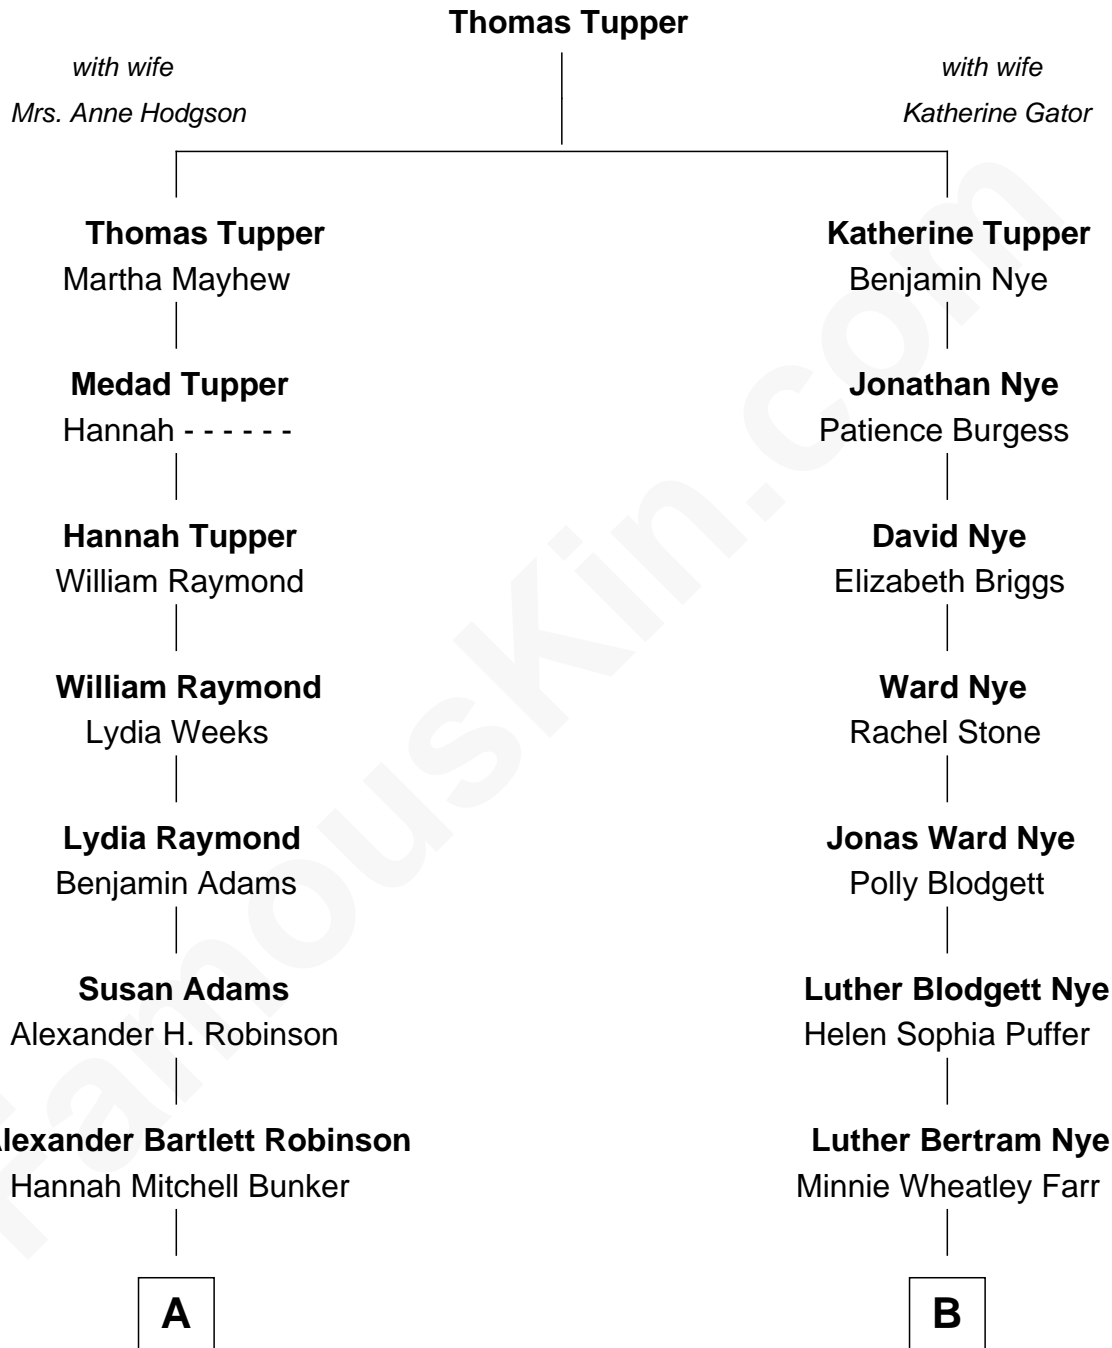 Thomas Tupper
with wife
Mrs. Anne Hodgson
with wife
Katherine Gator
Thomas Tupper
Martha Mayhew
Katherine Tupper
Benjamin Nye
Medad Tupper
Hannah - - - - - -
Jonathan Nye
Patience Burgess
Hannah Tupper
William Raymond
David Nye
Elizabeth Briggs
William Raymond
Lydia Weeks
Ward Nye
Rachel Stone
Lydia Raymond
Benjamin Adams
Jonas Ward Nye
Polly Blodgett
Susan Adams
Alexander H. Robinson
Luther Blodgett Nye
Helen Sophia Puffer
Alexander Bartlett Robinson
Hannah Mitchell Bunker
Luther Bertram Nye
Minnie Wheatley Farr
A
B
FamousKin.com